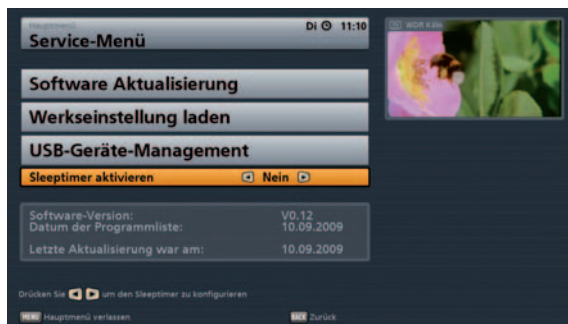 Hauptmenü
Service-Menü
Di 11:10
WDR Köln
Software Aktualisierung
Werkseinstellung laden
USB-Geräte-Management
Sleeptimer aktivieren Nein
Software-Version: V0.12
Datum der Programmliste: 10.09.2009
Letzte Aktualisierung war am: 10.09.2009
Drücken Sie um den Sleeptimer zu konfigurieren
MENU Hauptmenü verlassen
BACK Zurück